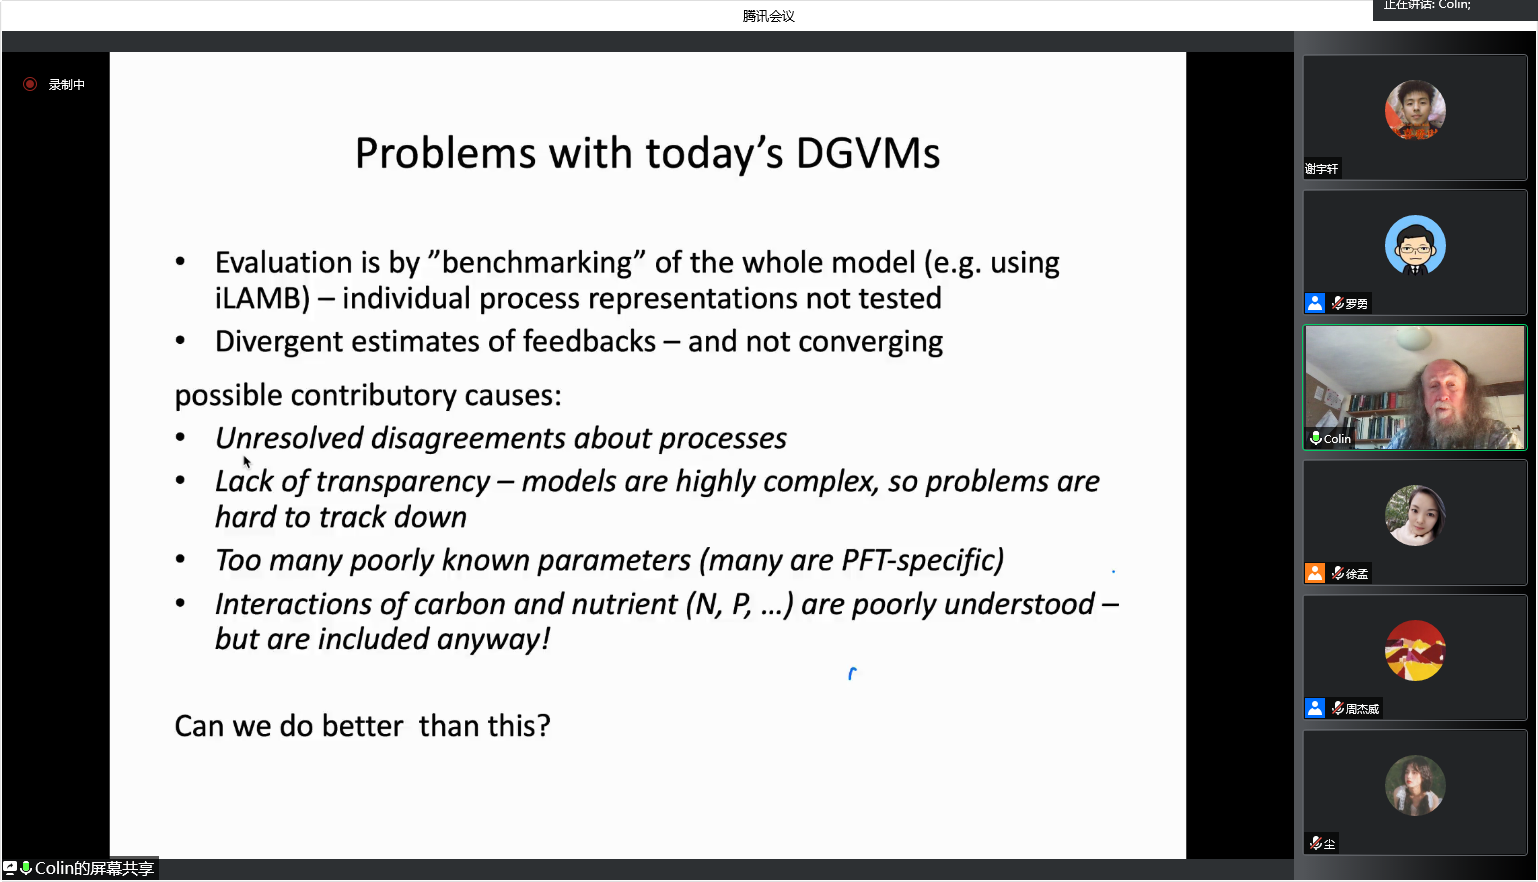 腾讯会议
正在讲话: Colin;
录制中
Problems with today’s DGVMs
• Evaluation is by ”benchmarking” of the whole model (e.g. using
iLAMB) – individual process representations not tested
• Divergent estimates of feedbacks – and not converging
possible contributory causes:
• Unresolved disagreements about processes
• Lack of transparency – models are highly complex, so problems are
hard to track down
• Too many poorly known parameters (many are PFT-specific)
• Interactions of carbon and nutrient (N, P, …) are poorly understood –
but are included anyway!
Can we do better  than this?
Colin的屏幕共享
谢宇轩
罗勇
Colin
徐孟
周杰威
尘